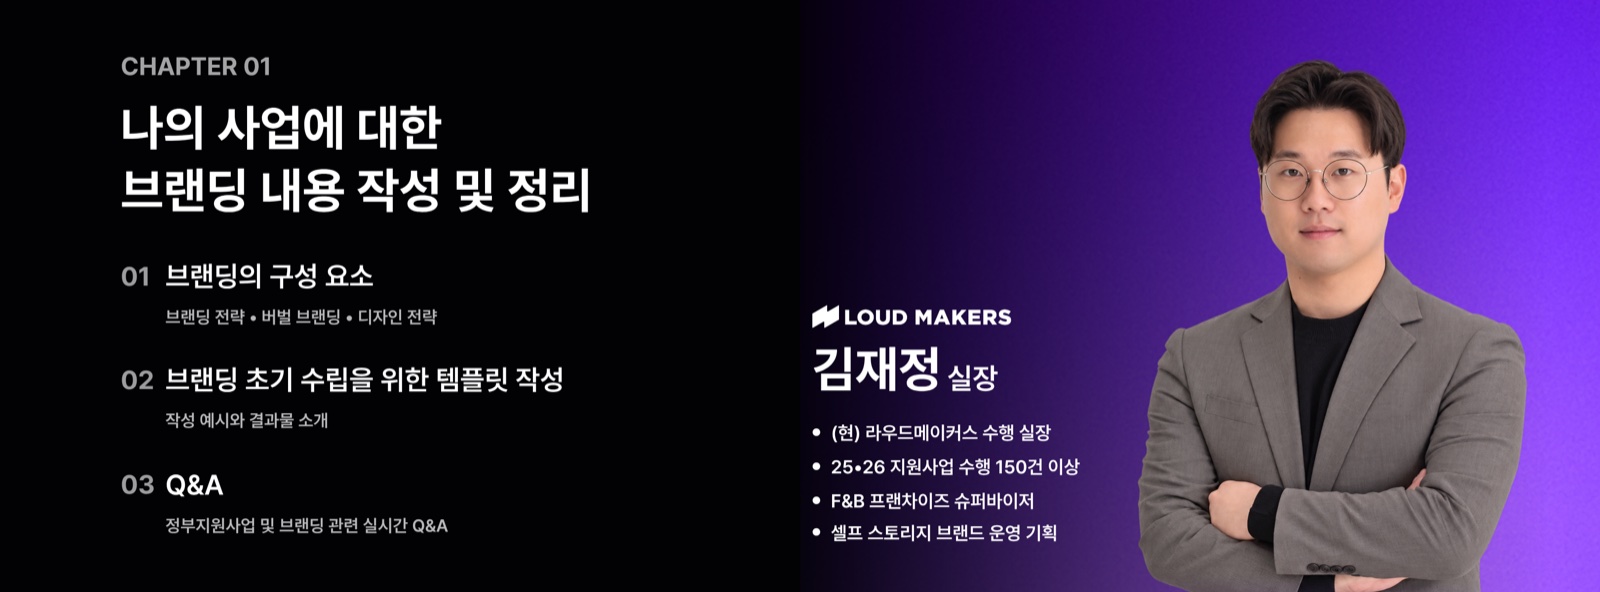 CHAPTER 01
나의 사업에 대한
브랜딩 내용 작성 및 정리
01 브랜딩의 구성 요소
브랜딩 전략 • 버벌 브랜딩 • 디자인 전략
02 브랜딩 초기 수립을 위한 템플릿 작성
작성 예시와 결과물 소개
03 Q&A
정부지원사업 및 브랜딩 관련 실시간 Q&A
LOUD MAKERS
김재정 실장
• (현) 라우드메이커스 수행 실장
• 25•26 지원사업 수행 150건 이상
• F&B 프랜차이즈 슈퍼바이저
• 셀프 스토리지 브랜드 운영 기획